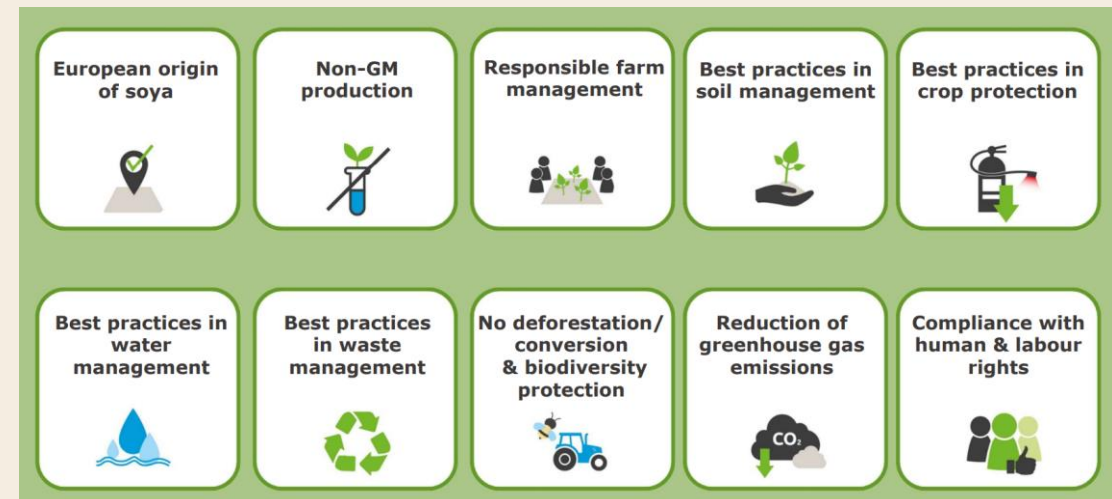 European origin
of soya
Non-GM
production
Responsible farm
management
Best practices in
soil management
Best practices in
crop protection
Best practices in
water
management
Best practices
in waste
management
No deforestation/
conversion
& biodiversity
protection
Reduction of
greenhouse gas
emissions
CO₂
Compliance with
human & labour
rights